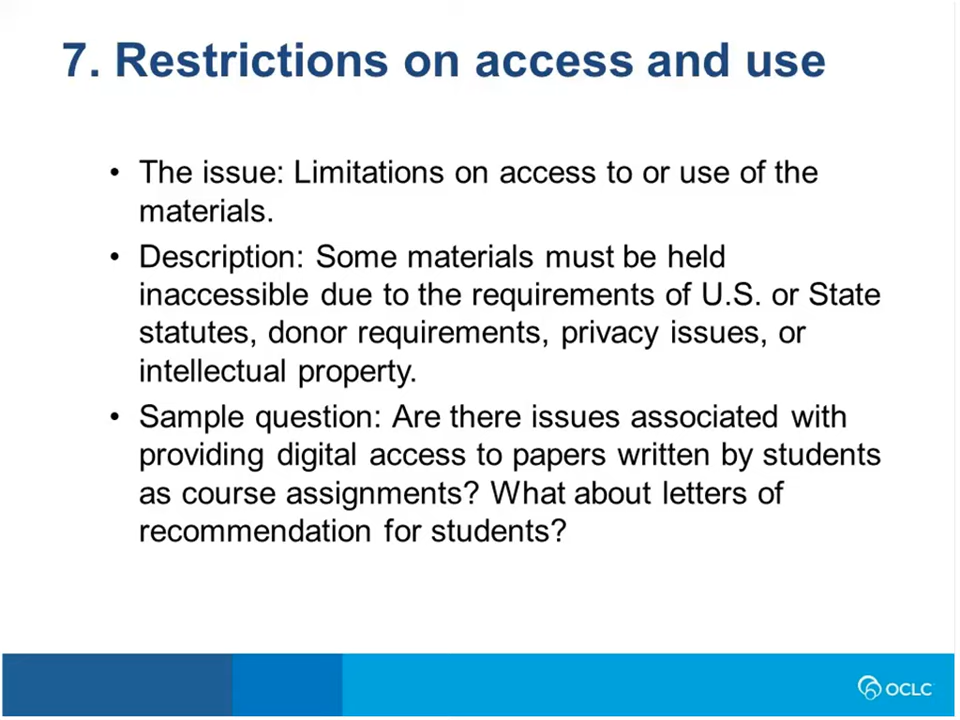 7. Restrictions on access and use
• The issue: Limitations on access to or use of the
materials.
• Description: Some materials must be held
inaccessible due to the requirements of U.S. or State
statutes, donor requirements, privacy issues, or
intellectual property.
• Sample question: Are there issues associated with
providing digital access to papers written by students
as course assignments? What about letters of
recommendation for students?
OCLC